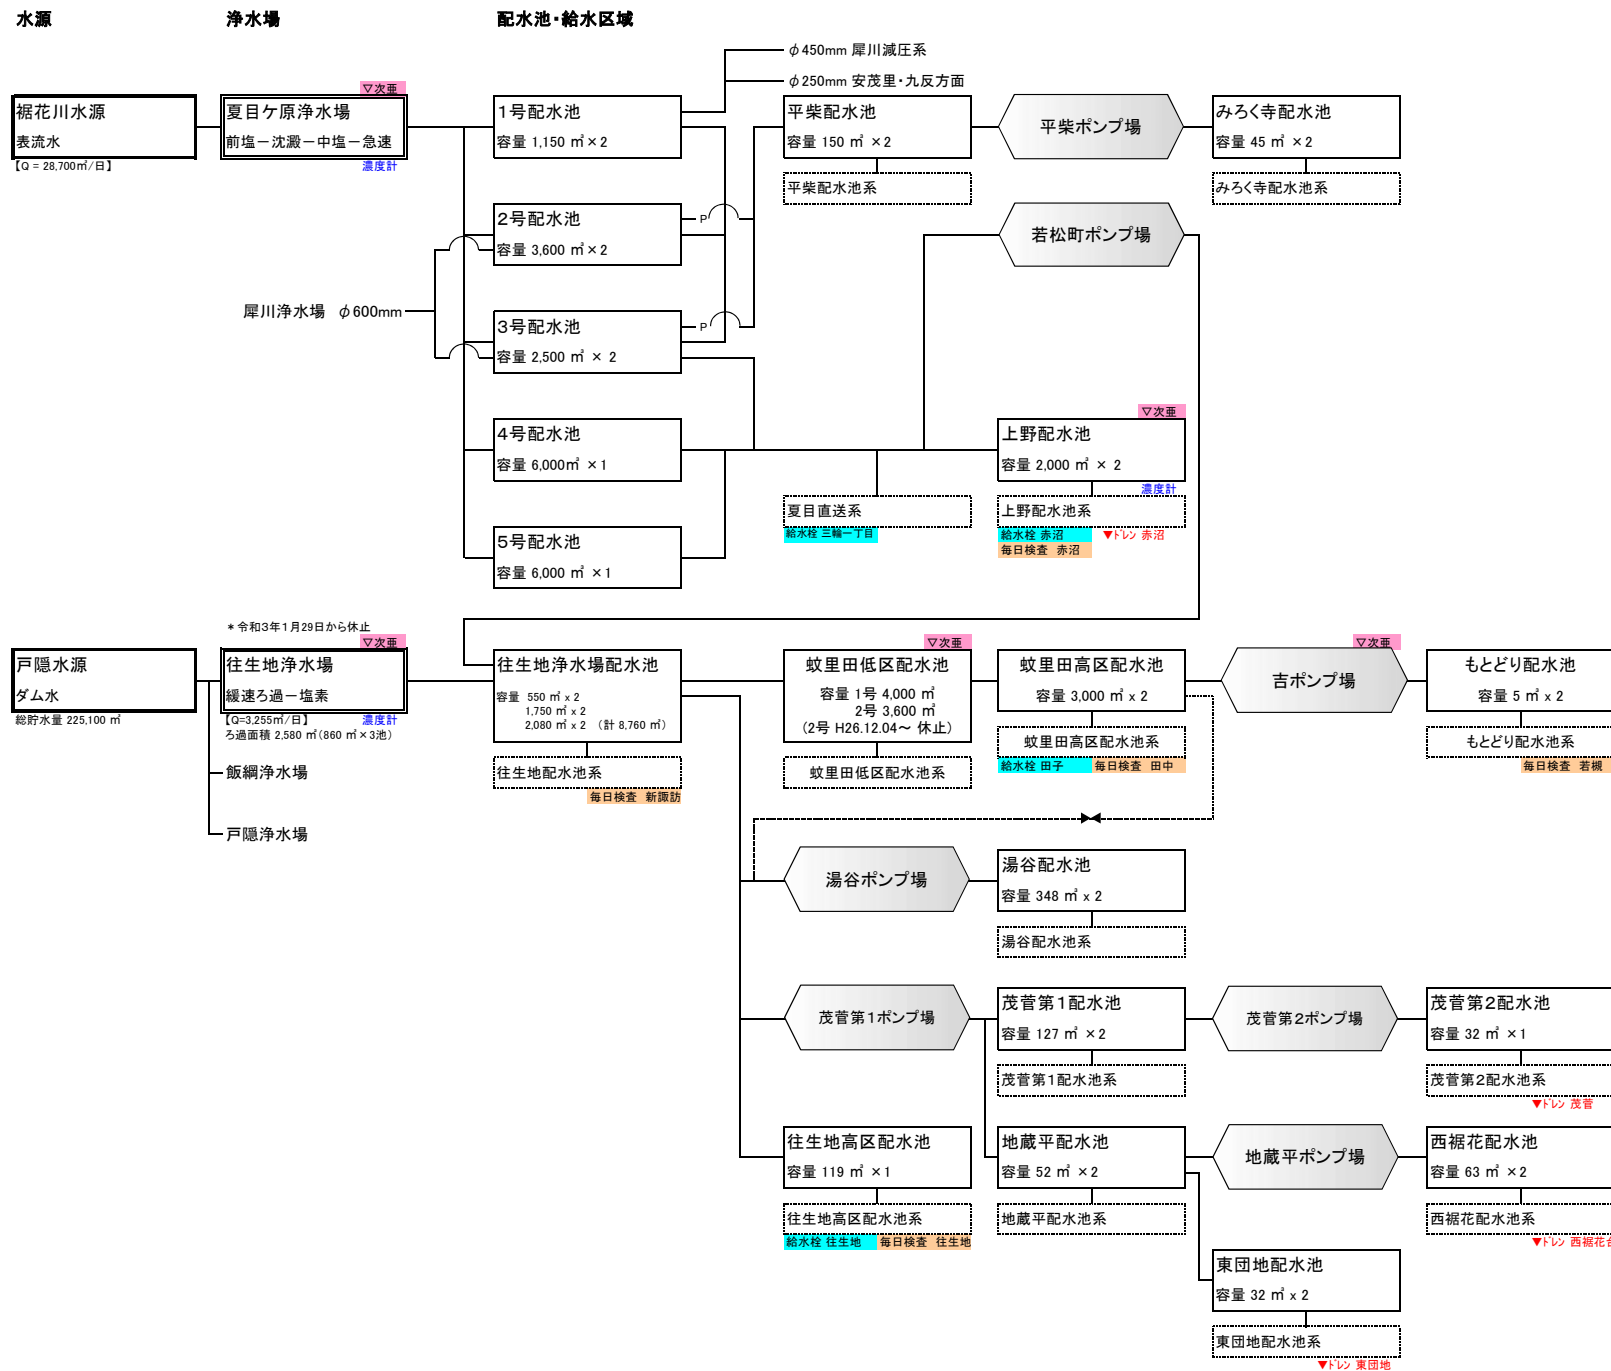 水源
浄水場
配水池・給水区域
φ450mm 犀川減圧系
φ250mm 安茂里・九反方面
▽次亜
裾花川水源
表流水
【Q = 28,700㎥/日】
夏目ケ原浄水場
前塩－沈澱－中塩－急速
濃度計
1号配水池
容量 1,150 ㎥×2
平柴配水池
容量 150 ㎥ ×2
平柴配水池系
平柴ポンプ場
みろく寺配水池
容量 45 ㎥ ×2
みろく寺配水池系
2号配水池
容量 3,600 ㎥×2
P
若松町ポンプ場
犀川浄水場 φ600mm
3号配水池
容量 2,500 ㎥ × 2
P
4号配水池
容量 6,000㎥ ×1
▽次亜
上野配水池
容量 2,000 ㎥ × 2
濃度計
夏目直送系
給水栓 三輪一丁目
上野配水池系
給水栓 赤沼
▼ドレン 赤沼
毎日検査 赤沼
5号配水池
容量 6,000 ㎥ ×1
＊令和3年1月29日から休止
▽次亜
戸隠水源
ダム水
総貯水量 225,100 ㎥
往生地浄水場
緩速ろ過－塩素
【Q=3,255㎥/日】
濃度計
ろ過面積 2,580 ㎡(860 ㎡×3池)
飯綱浄水場
戸隠浄水場
往生地浄水場配水池
容量 550 ㎥ x 2
1,750 ㎥ x 2
2,080 ㎥ x 2 (計 8,760 ㎥)
往生地配水池系
毎日検査 新諏訪
▽次亜
蚊里田低区配水池
容量 1号 4,000 ㎥
2号 3,600 ㎥
(2号 H26.12.04～ 休止)
蚊里田低区配水池系
蚊里田高区配水池
容量 3,000 ㎥ x 2
蚊里田高区配水池系
給水栓 田子
毎日検査 田中
▽次亜
吉ポンプ場
もとどり配水池
容量 5 ㎥ x 2
もとどり配水池系
毎日検査 若槻
湯谷ポンプ場
湯谷配水池
容量 348 ㎥ x 2
湯谷配水池系
茂菅第1ポンプ場
茂菅第1配水池
容量 127 ㎥ ×2
茂菅第1配水池系
茂菅第2ポンプ場
茂菅第2配水池
容量 32 ㎥ ×1
茂菅第2配水池系
▼ドレン 茂菅
往生地高区配水池
容量 119 ㎥ ×1
往生地高区配水池系
給水栓 往生地
毎日検査 往生地
地蔵平配水池
容量 52 ㎥ ×2
地蔵平配水池系
地蔵平ポンプ場
西裾花配水池
容量 63 ㎥ ×2
西裾花配水池系
▼ドレン 西裾花台
東団地配水池
容量 32 ㎥ x 2
東団地配水池系
▼ドレン 東団地